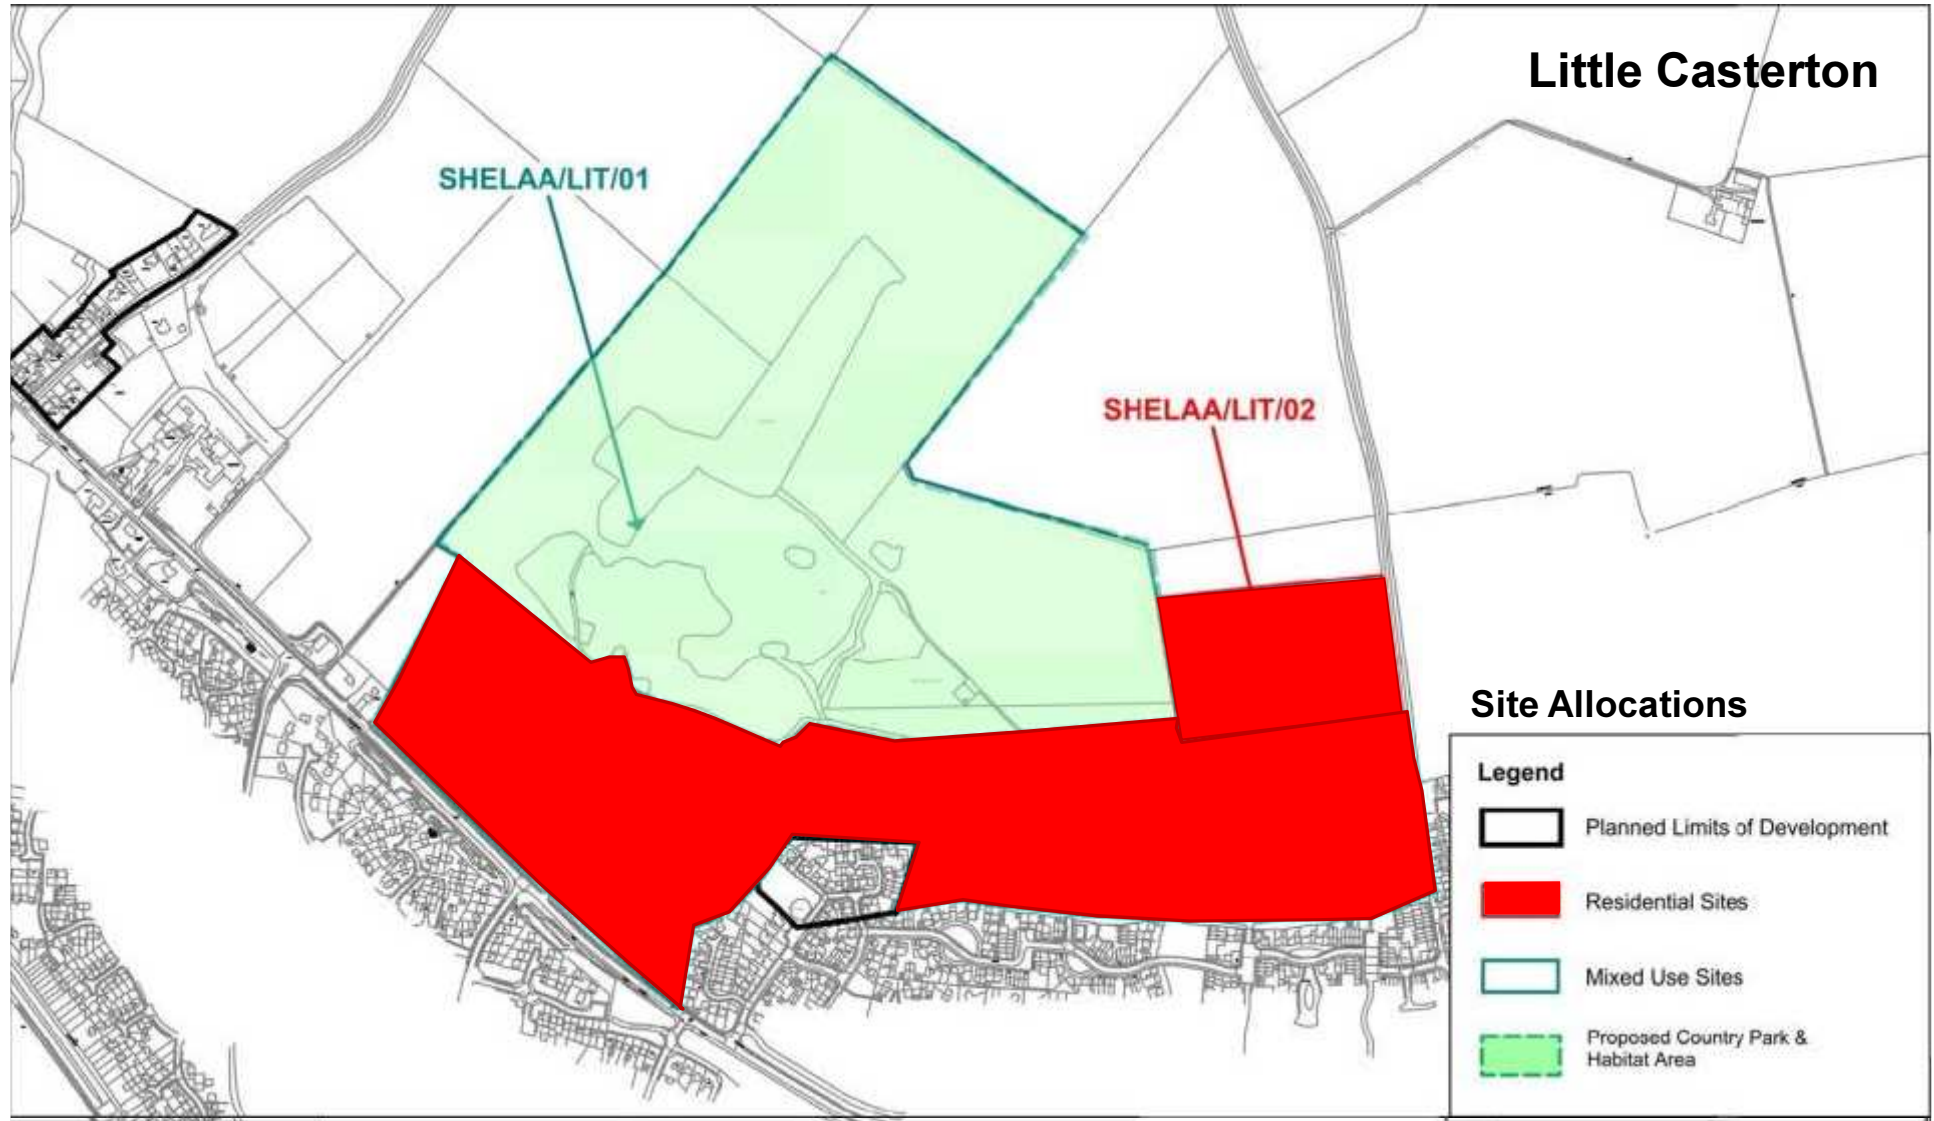 Little Casterton
SHELAA/LIT/01
SHELAA/LIT/02
Site Allocations
Legend
Planned Limits of Development
Residential Sites
Mixed Use Sites
Proposed Country Park &
Habitat Area